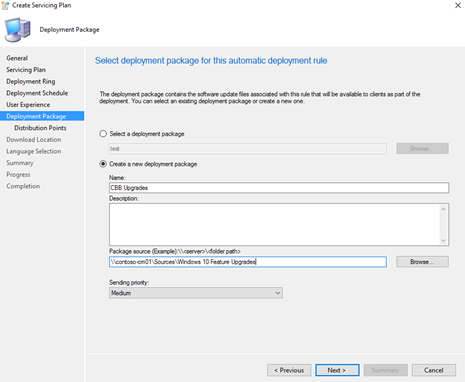 Create Servicing Plan
Deployment Package
General
Servicing Plan
Deployment Ring
Deployment Schedule
User Experience
Deployment Package
Distribution Points
Download Location
Language Selection
Summary
Progress
Completion
Select deployment package for this automatic deployment rule
The deployment package contains the software update files associated with this rule that will be available to clients as part of the
deployment. You can select an existing deployment package or create a new one.
Select a deployment package
test
Browse...
Create a new deployment package
Name:
CBB Upgrades
Description:
Package source (Example):\\<server>\<folder path>
\\contoso-cm01\Sources\Windows 10 Feature Upgrades
Browse...
Sending priority:
Medium
< Previous
Next >
Summary
Cancel